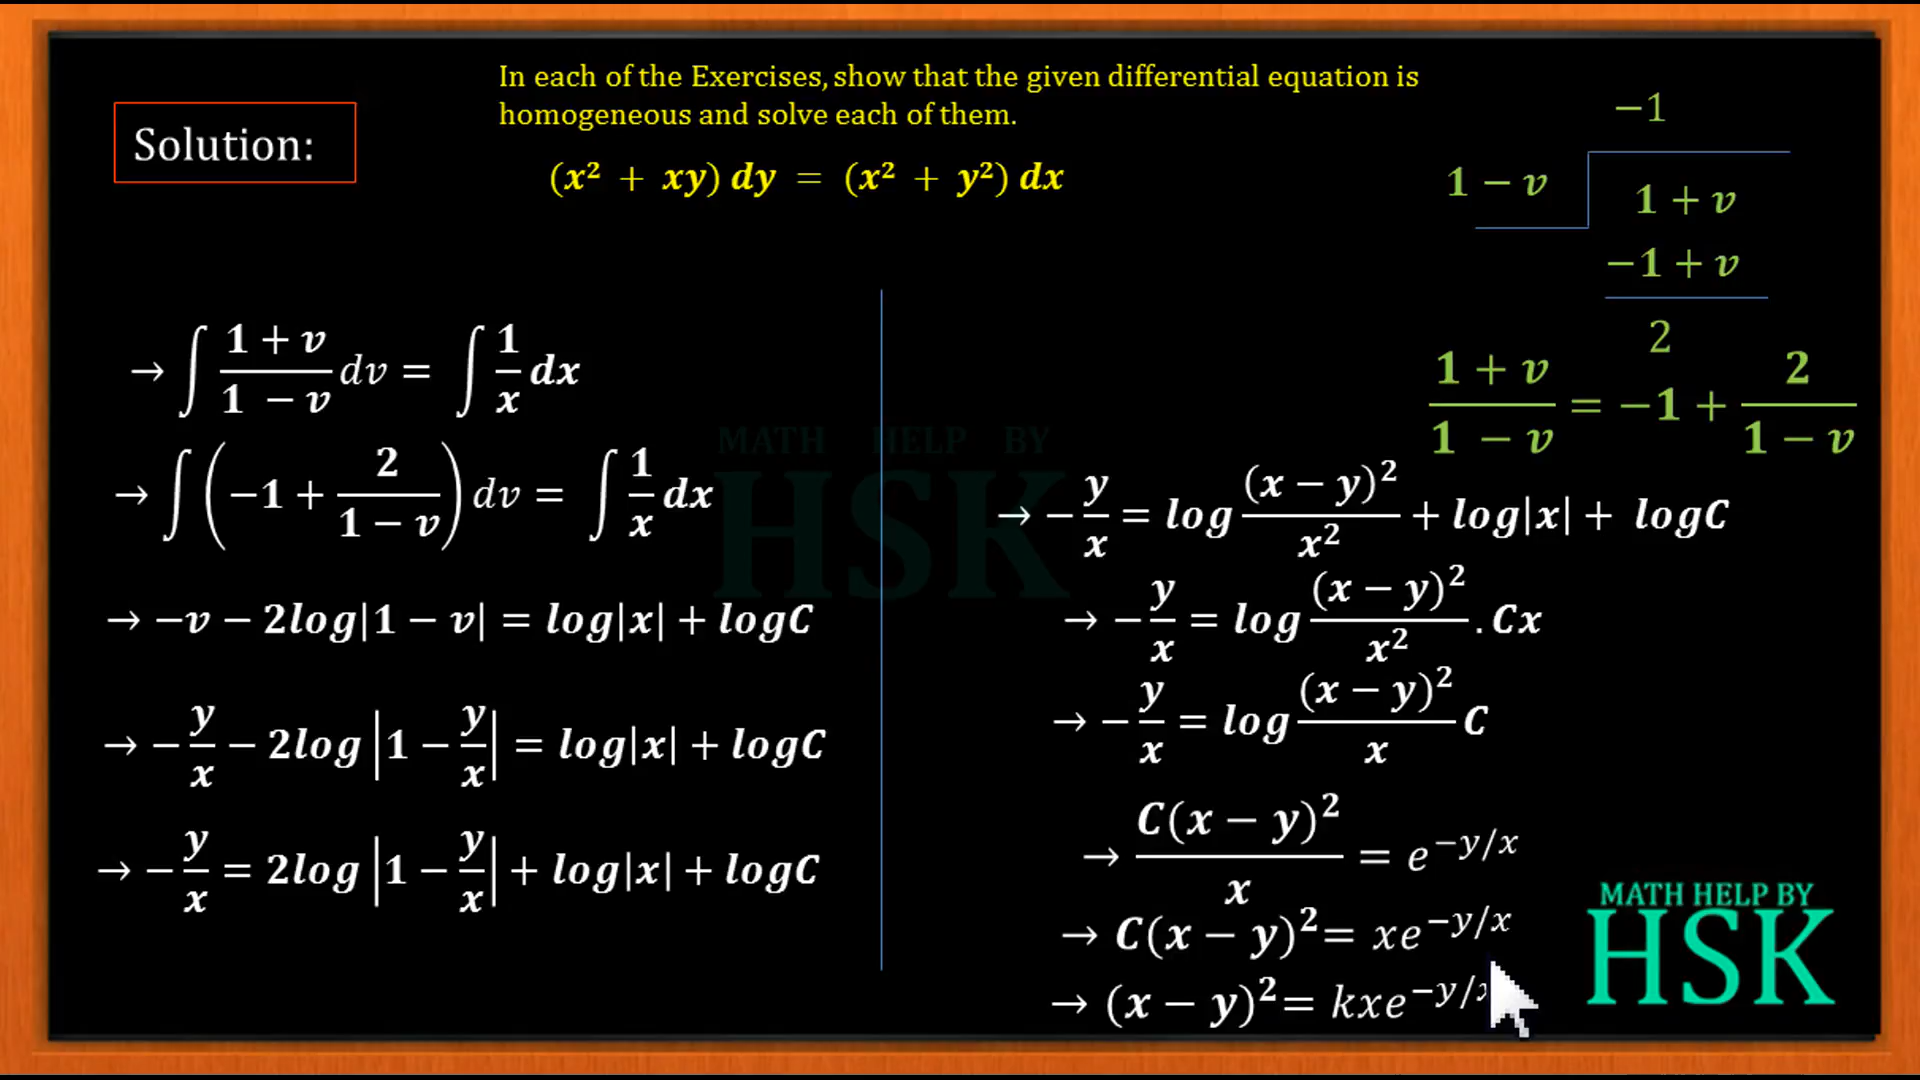 Solution:
In each of the Exercises, show that the given differential equation is
homogeneous and solve each of them.
(x² + xy) dy = (x² + y²) dx
→ ∫ (1 + v)/(1 − v) dv = ∫ 1/x dx
→ ∫ (−1 + 2/(1 − v)) dv = ∫ 1/x dx
→ −v − 2log|1 − v| = log|x| + logC
→ −y/x − 2log|1 − y/x| = log|x| + logC
→ −y/x = 2log|1 − y/x| + log|x| + logC
−1
1 − v
1 + v
−1 + v
2
(1 + v)/(1 − v) = −1 + 2/(1 − v)
→ −y/x = log (x − y)²/x² + log|x| + logC
→ −y/x = log (x − y)²/x² . Cx
→ −y/x = log (x − y)²/x C
→ C(x − y)²/x = e^(−y/x)
→ C(x − y)² = xe^(−y/x)
→ (x − y)² = kxe^(−y/x)
MATH HELP BY
HSK
MATH HELP BY
HSK